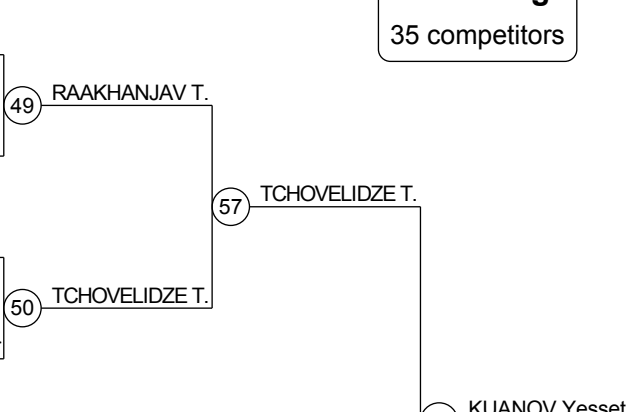 35 competitors
49 RAAKHANJAV T.
57 TCHOVELIDZE T.
50 TCHOVELIDZE T.
KUANOV Yesset